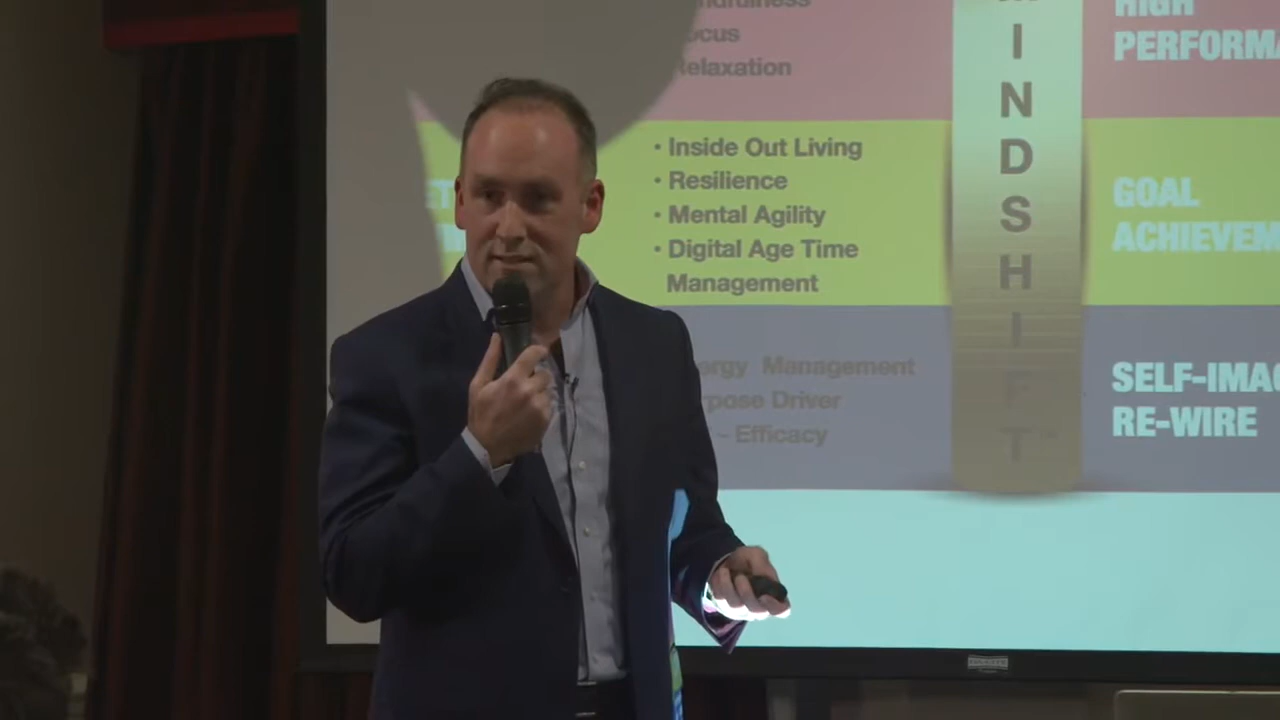 Relaxation
• Inside Out Living
• Resilience
• Mental Agility
• Digital Age Time
Management
Management
Driver
- Efficacy
M
I
N
D
S
H
I
F
T
HIGH
PERFORMA
GOAL
ACHIEVEM
SELF-IMAG
RE-WIRE